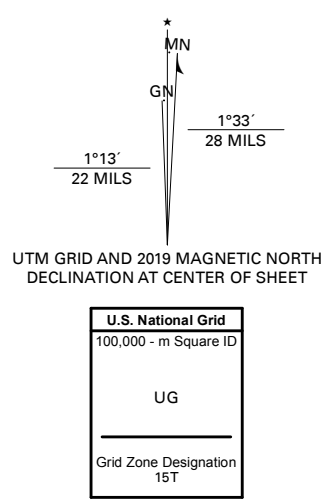 MN
GN
1°33´
28 MILS
1°13´
22 MILS
UTM GRID AND 2019 MAGNETIC NORTH
DECLINATION AT CENTER OF SHEET
U.S. National Grid
100,000 - m Square ID
UG
Grid Zone Designation
15T